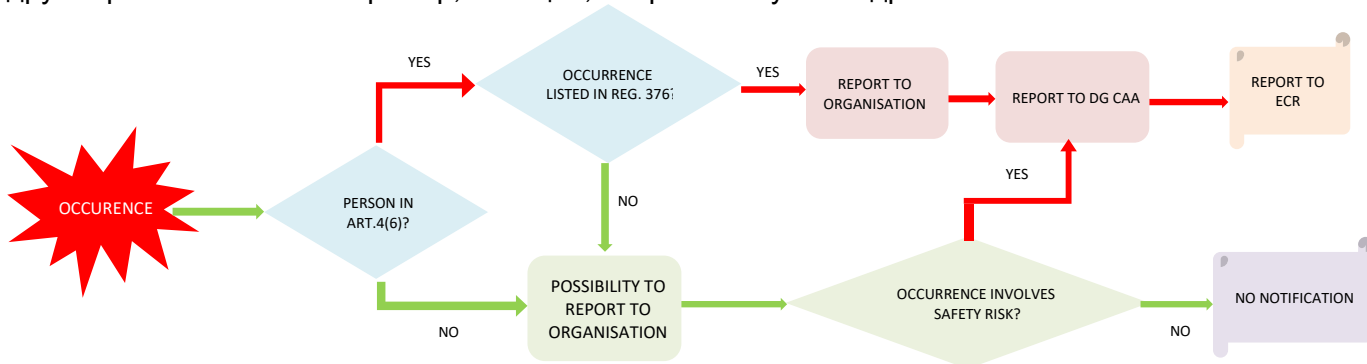 YES
OCCURRENCE
LISTED IN REG. 376?
YES
REPORT TO
ORGANISATION
REPORT TO DG CAA
REPORT TO
ECR
OCCURENCE
PERSON IN
ART.4(6)?
NO
YES
NO
POSSIBILITY TO
REPORT TO
ORGANISATION
OCCURRENCE INVOLVES
SAFETY RISK?
NO
NO NOTIFICATION